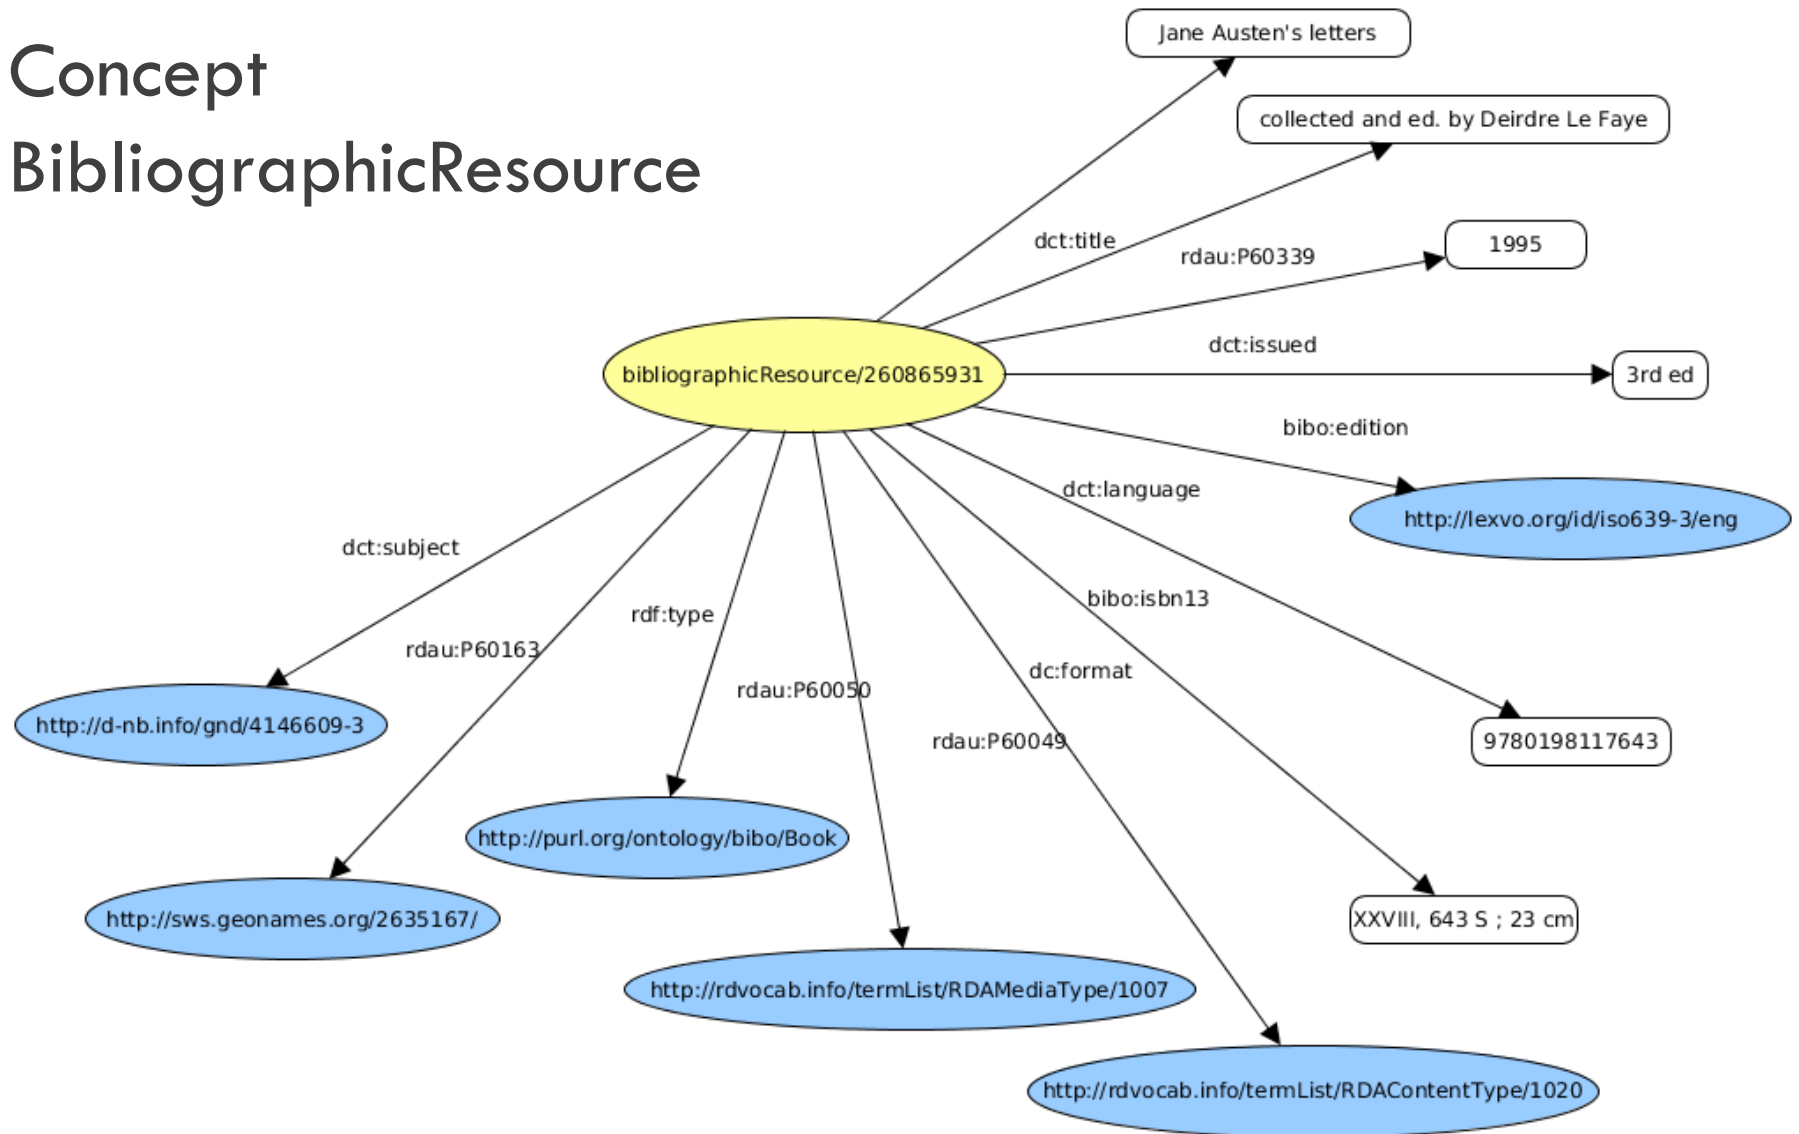 Concept
BibliographicResource
Jane Austen's letters
collected and ed. by Deirdre Le Faye
dct:title
rdau:P60339
1995
dct:issued
3rd ed
bibliographicResource/260865931
bibo:edition
dct:language
http://lexvo.org/id/iso639-3/eng
dct:subject
rdf:type
bibo:isbn13
rdau:P60163
dc:format
rdau:P60050
http://d-nb.info/gnd/4146609-3
rdau:P60049
9780198117643
http://purl.org/ontology/bibo/Book
http://sws.geonames.org/2635167/
XXVIII, 643 S ; 23 cm
http://rdvocab.info/termList/RDAMediaType/1007
http://rdvocab.info/termList/RDAContentType/1020